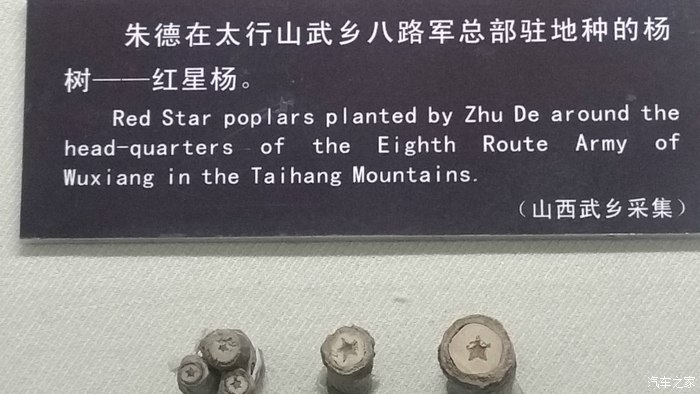 朱德在太行山武乡八路军总部驻地种的杨
树——红星杨。
Red Star poplars planted by Zhu De around the
head-quarters of the Eighth Route Army of
Wuxiang in the Taihang Mountains.
（山西武乡采集）
汽车之家